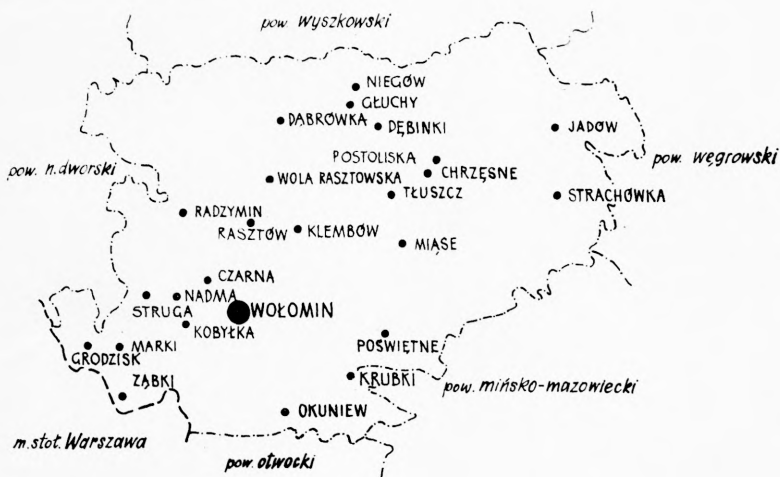 pow. wyszkowski
NIEGÓW
GŁUCHY
DĄBRÓWKA
DĘBINKI
JADÓW
pow. n.dworski
POSTOLISKA
CHRZĘSNE
pow. węgrowski
WOLA RASZTOWSKA
TŁUSZCZ
STRACHÓWKA
RADZYMIN
RASZTÓW
KLEMBÓW
MIĄSE
CZARNA
NADMA
STRUGA
WOŁOMIN
KOBYŁKA
GRODZISK
MARKI
POŚWIĘTNE
ZĄBKI
KRUBKI
pow. mińsko-mazowiecki
OKUNIEW
m.stoł. Warszawa
pow. otwocki